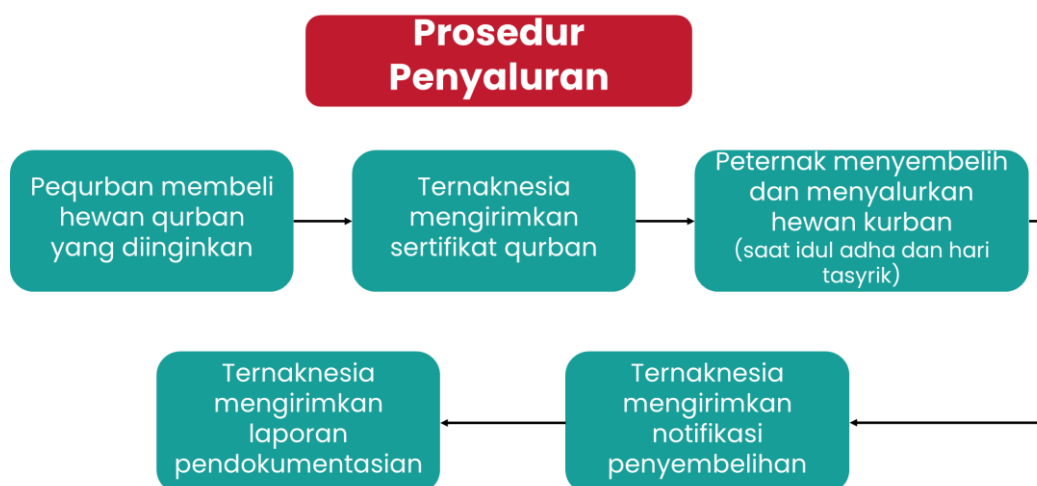 Prosedur
Penyaluran
Pequrban membeli
hewan qurban
yang diinginkan
Ternaknesia
mengirimkan
sertifikat qurban
Peternak menyembelih
dan menyalurkan
hewan kurban
(saat idul adha dan hari
tasyrik)
Ternaknesia
mengirimkan
notifikasi
penyembelihan
Ternaknesia
mengirimkan
laporan
pendokumentasian